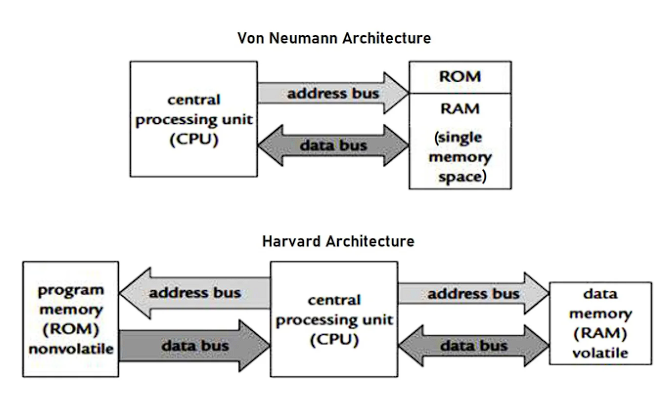 Von Neumann Architecture
central
processing unit
(CPU)
address bus
data bus
ROM
RAM
(single
memory
space)
Harvard Architecture
program
memory
(ROM)
nonvolatile
address bus
data bus
central
processing unit
(CPU)
address bus
data bus
data
memory
(RAM)
volatile